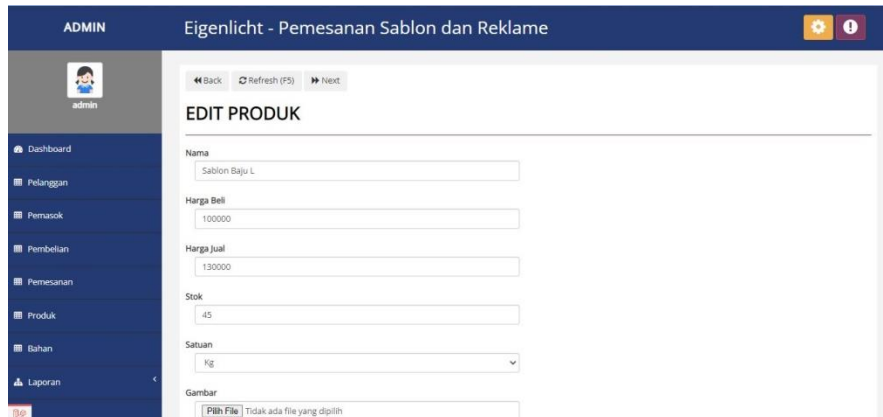 ADMIN
Eigenlicht - Pemesanan Sablon dan Reklame
admin
Dashboard
Pelanggan
Pemasok
Pembelian
Pemesanan
Produk
Bahan
Laporan
Back Refresh (F5) Next
EDIT PRODUK
Nama
Sablon Baju L
Harga Beli
100000
Harga Jual
130000
Stok
45
Satuan
Kg
Gambar
Pilih File Tidak ada file yang dipilih